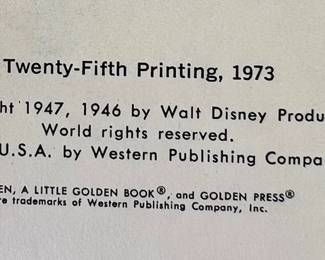 Twenty-Fifth Printing, 1973
1947, 1946 by Walt Disney
World rights reserved.
U.S.A. by Western Publishing
A LITTLE GOLDEN BOOK®, and GOLDEN PRESS®
trademarks of Western Publishing Company, Inc.